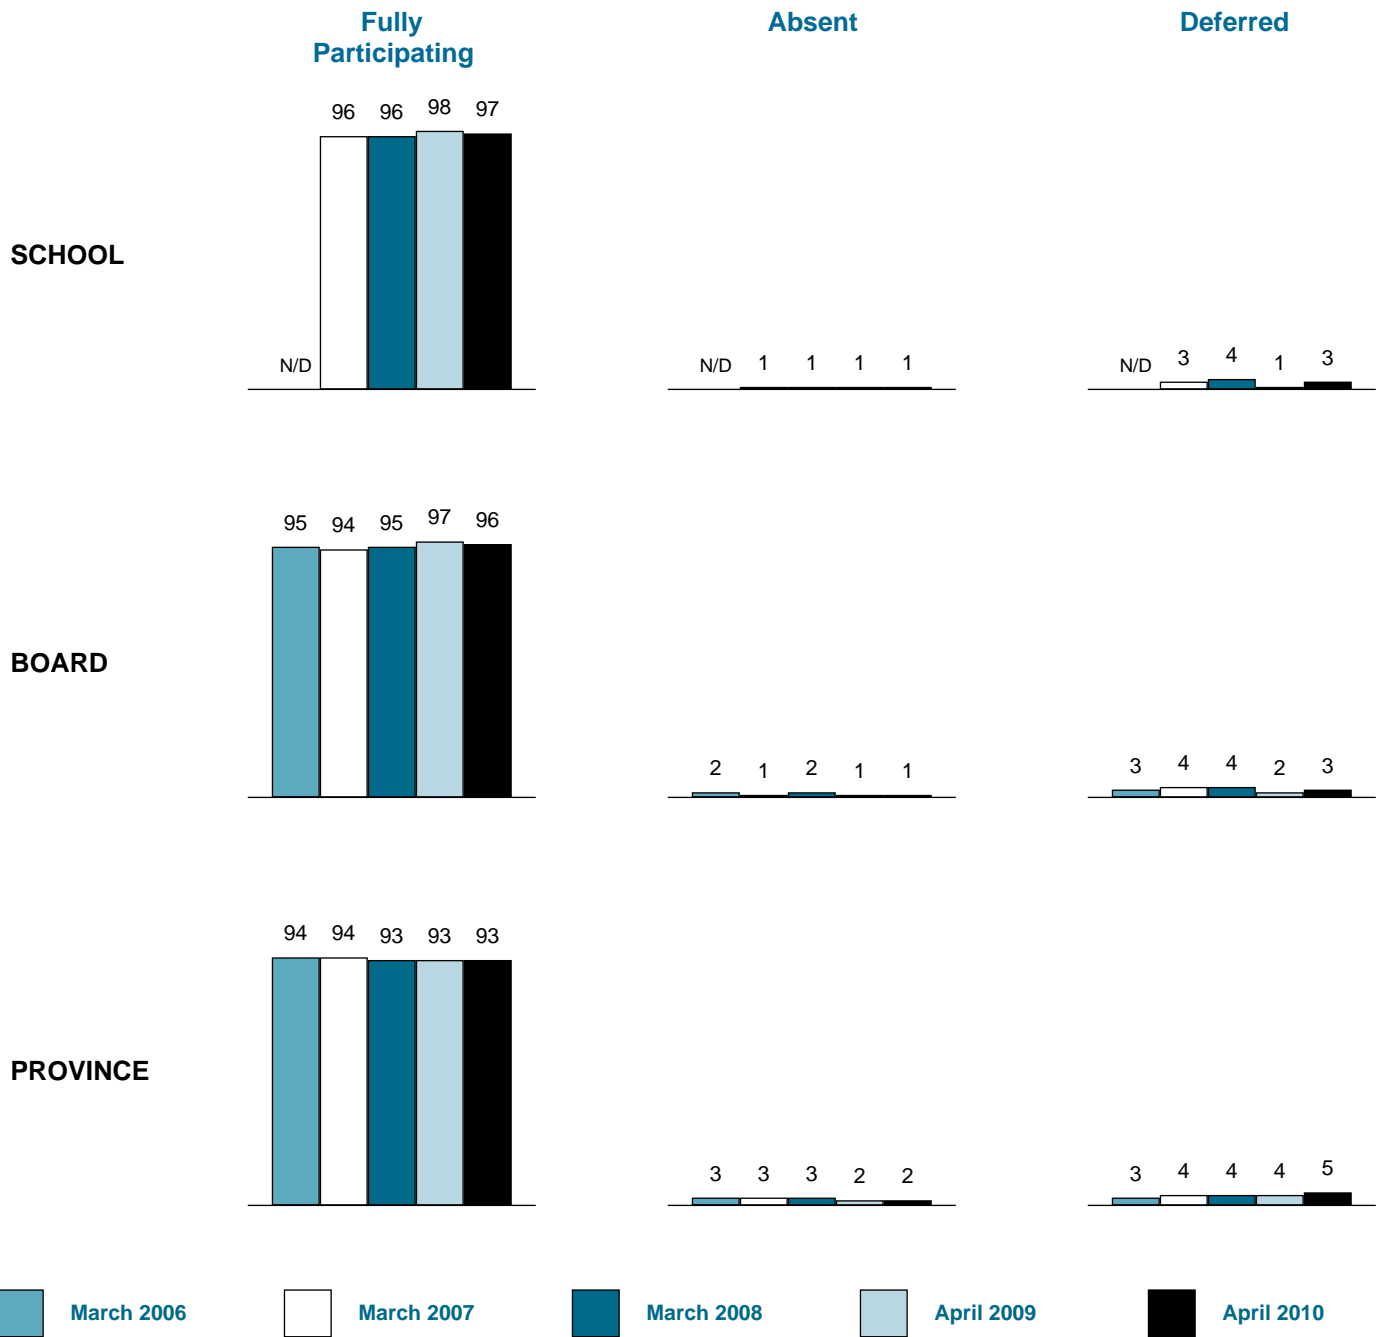 Fully
Participating
Absent
Deferred
SCHOOL
96 96 98 97
N/D
N/D 1 1 1 1
N/D 3 4 1 3
BOARD
95 94 95 97 96
2 1 2 1 1
3 4 4 2 3
PROVINCE
94 94 93 93 93
3 3 3 2 2
3 4 4 4 5
March 2006
March 2007
March 2008
April 2009
April 2010